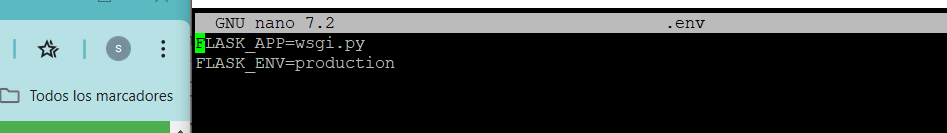 GNU nano 7.2 .env
FLASK_APP=wsgi.py
FLASK_ENV=production
s
Todos los marcadores